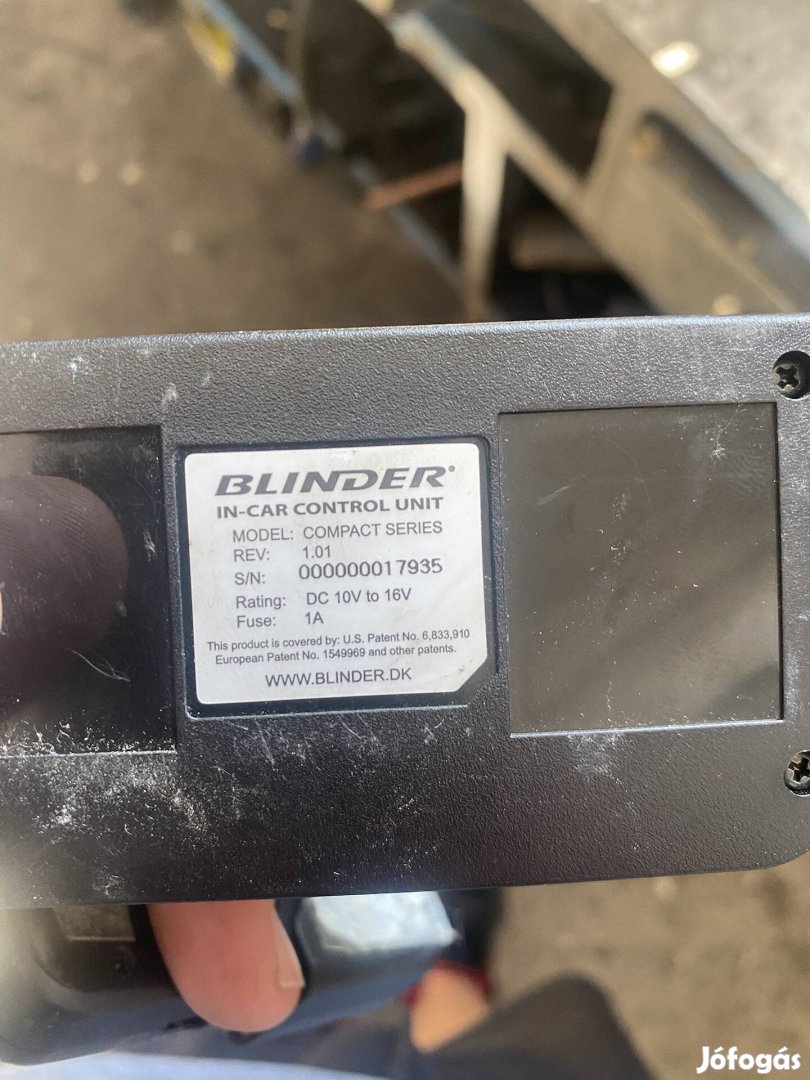 BLINDER®
IN-CAR CONTROL UNIT
MODEL: COMPACT SERIES
REV: 1.01
S/N: 000000017935
Rating: DC 10V to 16V
Fuse: 1A
This product is covered by: U.S. Patent No. 6,833,910
European Patent No. 1549969 and other patents.
WWW.BLINDER.DK
Jófogás